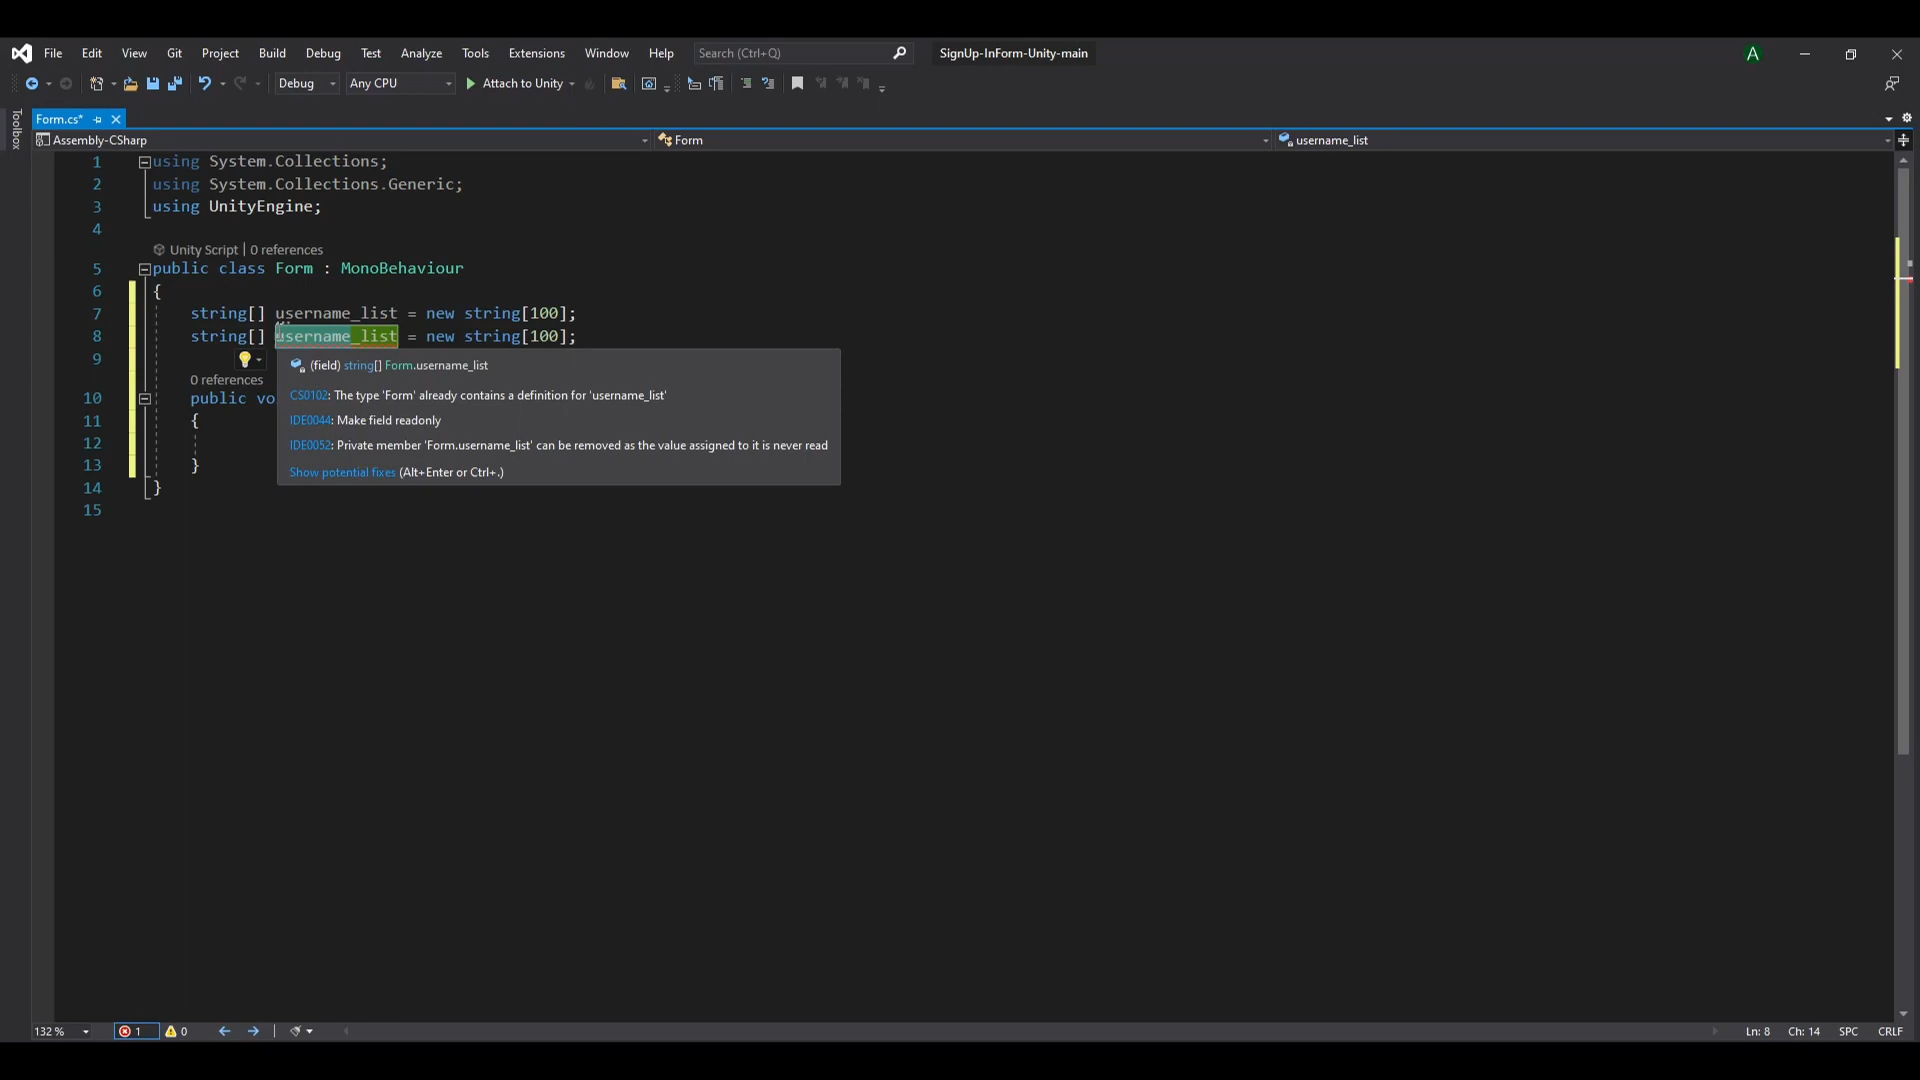 File Edit View Git Project Build Debug Test Analyze Tools Extensions Window Help Search (Ctrl+Q) SignUp-InForm-Unity-main A
Debug Any CPU Attach to Unity
Toolbox
Form.cs*
Assembly-CSharp Form username_list
1 using System.Collections;
2 using System.Collections.Generic;
3 using UnityEngine;
4
Unity Script | 0 references
5 public class Form : MonoBehaviour
6 {
7 string[] username_list = new string[100];
8 string[] username_list = new string[100];
9
(field) string[] Form.username_list
0 references
CS0102: The type 'Form' already contains a definition for 'username_list'
10 public vo
11 {
IDE0044: Make field readonly
12
IDE0052: Private member 'Form.username_list' can be removed as the value assigned to it is never read
13 }
Show potential fixes (Alt+Enter or Ctrl+.)
14 }
15
132 % 1 0 Ln: 8 Ch: 14 SPC CRLF